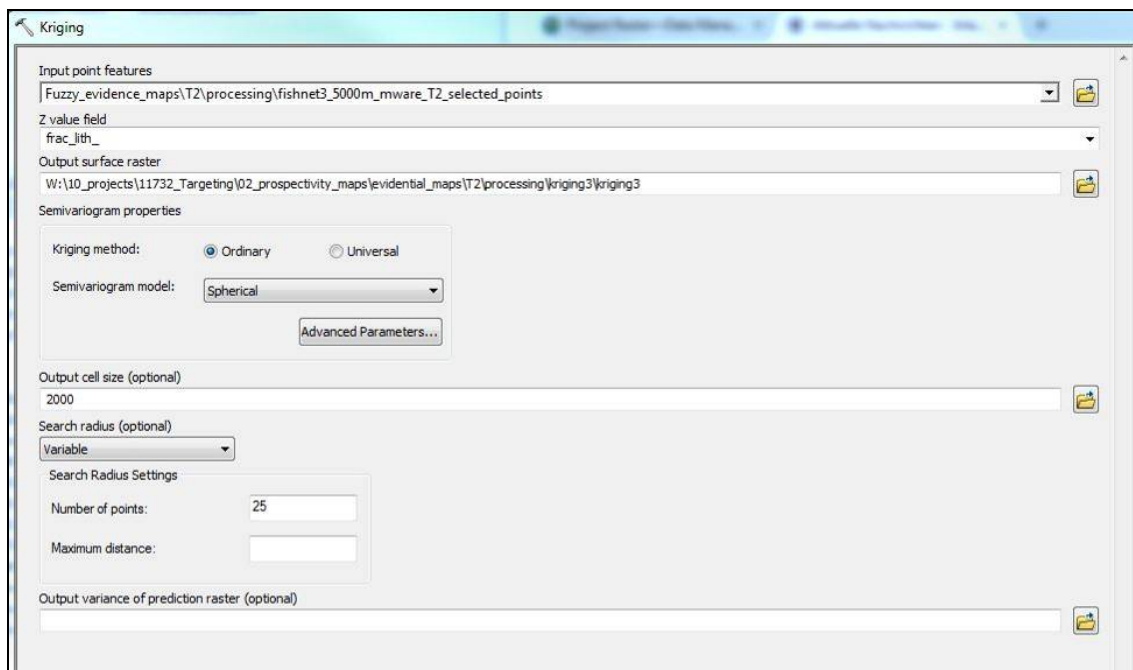 Kriging
Input point features
Fuzzy_evidence_maps\T2\processing\fishnet3_5000m_mware_T2_selected_points
Z value field
frac_lith_
Output surface raster
W:\10_projects\11732_Targeting\02_prospectivity_maps\evidential_maps\T2\processing\kriging3\kriging3
Semivariogram properties
Kriging method: Ordinary Universal
Semivariogram model: Spherical
Advanced Parameters...
Output cell size (optional)
2000
Search radius (optional)
Variable
Search Radius Settings
Number of points: 25
Maximum distance:
Output variance of prediction raster (optional)